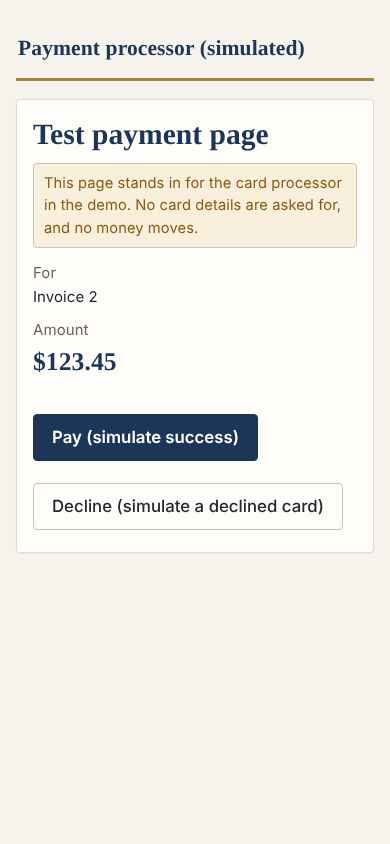 Payment processor (simulated)
Test payment page
This page stands in for the card processor
in the demo. No card details are asked for,
and no money moves.
For
Invoice 2
Amount
$123.45
Pay (simulate success)
Decline (simulate a declined card)